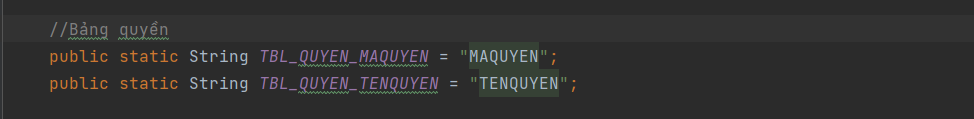 //Bảng quyền
public static String TBL_QUYEN_MAQUYEN = "MAQUYEN";
public static String TBL_QUYEN_TENQUYEN = "TENQUYEN";